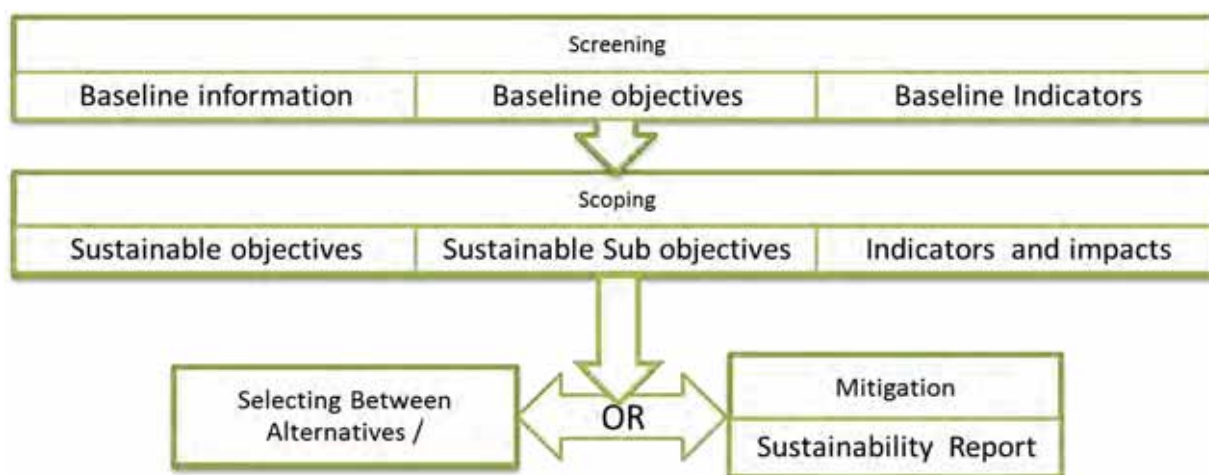 Screening
Baseline information Baseline objectives Baseline Indicators
Scoping
Sustainable objectives Sustainable Sub objectives Indicators and impacts
Selecting Between
Alternatives /
OR
Mitigation
Sustainability Report